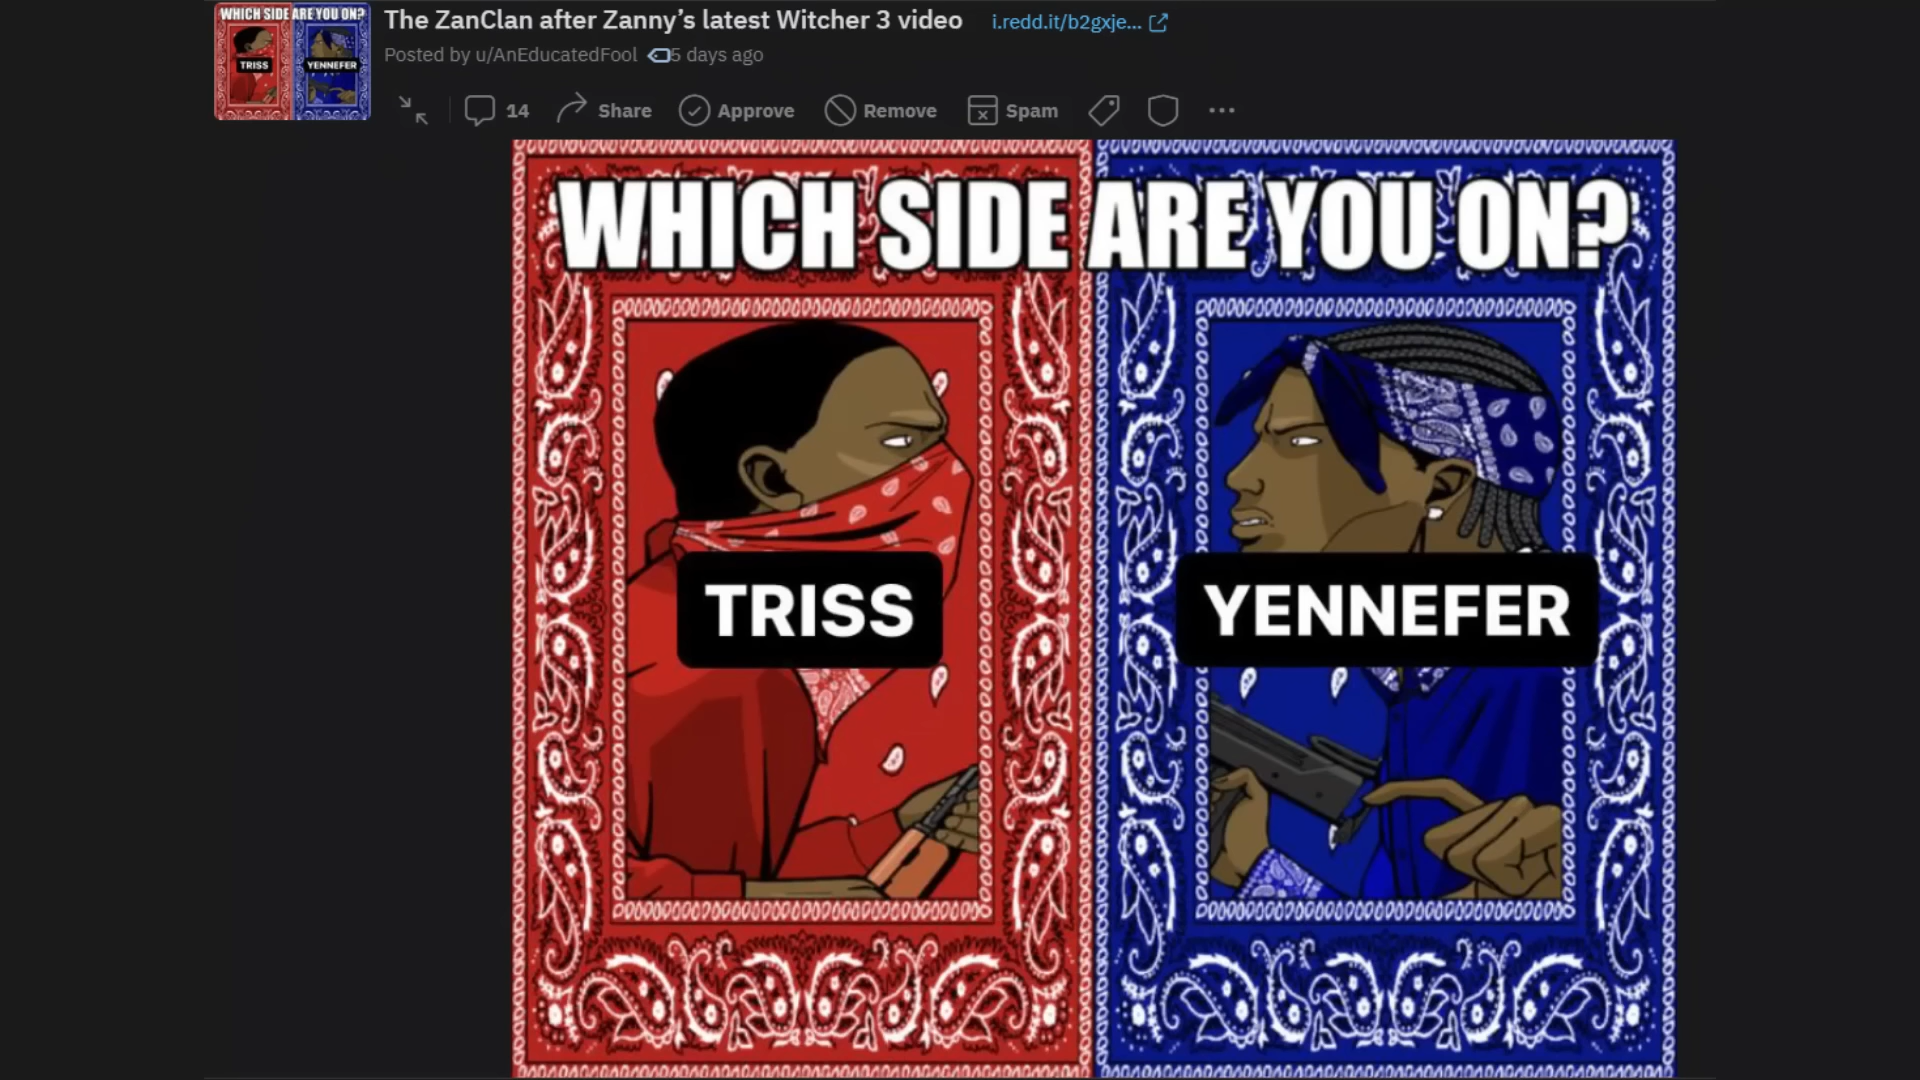 WHICH SIDE ARE YOU ON?
TRISS
YENNEFER
The ZanClan after Zanny’s latest Witcher 3 video
i.redd.it/b2gxje...
Posted by u/AnEducatedFool
5 days ago
14
Share
Approve
Remove
Spam
WHICH SIDE ARE YOU ON?
TRISS
YENNEFER